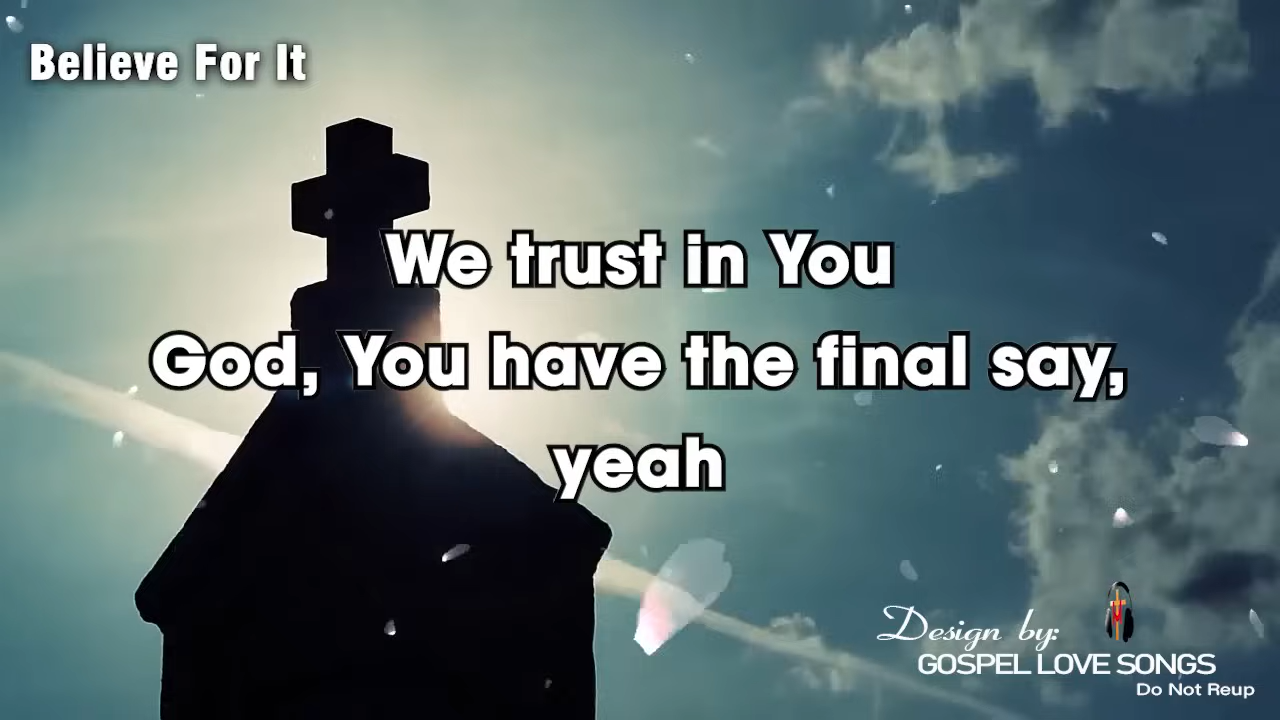 Believe For It
We trust in You
God, You have the final say,
yeah
Design by:
GOSPEL LOVE SONGS
Do Not Reup